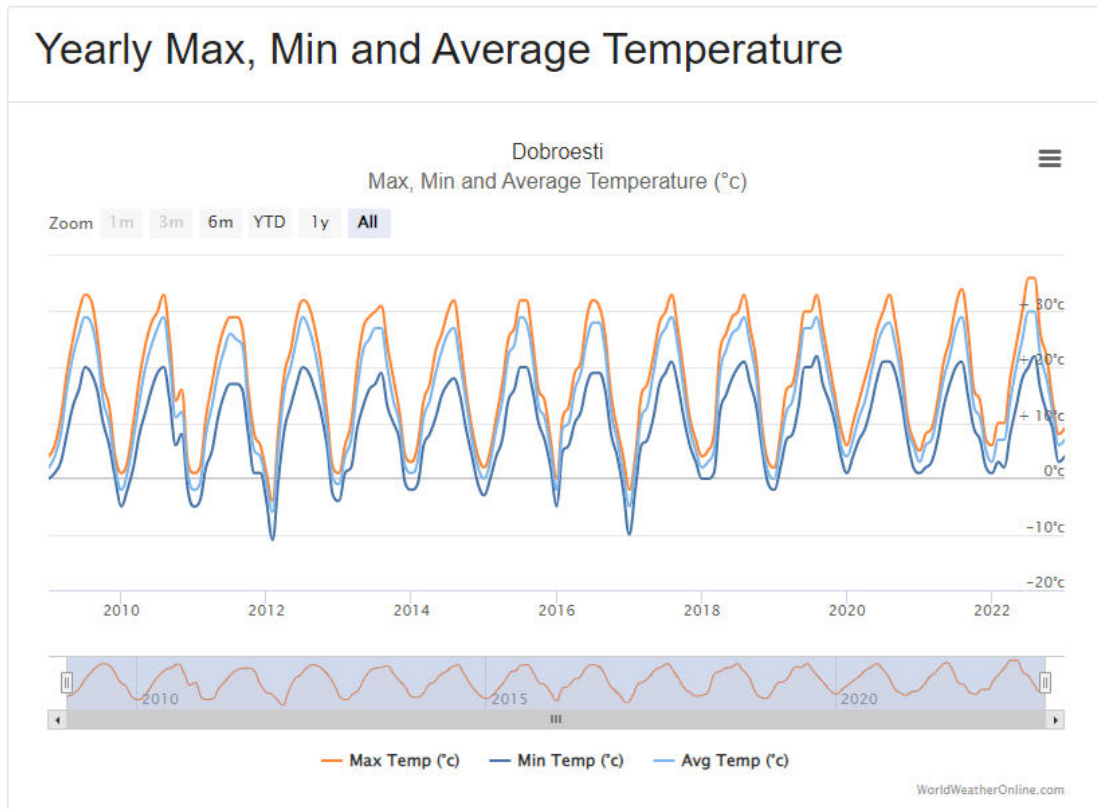 Yearly Max, Min and Average Temperature
Dobroesti
Max, Min and Average Temperature (°c)
Zoom 1m 3m 6m YTD 1y All
+ 30°c
+ 20°c
+ 10°c
0°c
-10°c
-20°c
2010 2012 2014 2016 2018 2020 2022
2010 2015 2020
Max Temp (°c) Min Temp (°c) Avg Temp (°c)
WorldWeatherOnline.com